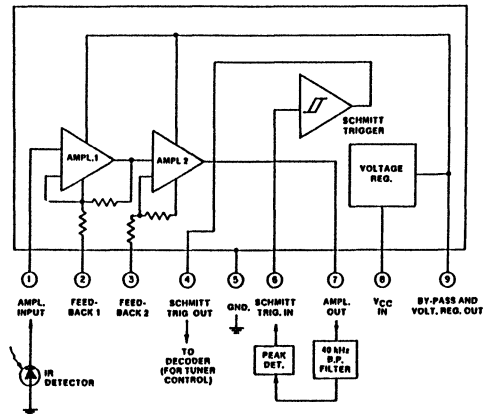 SCHMITT
TRIGGER
AMPL.1
AMPL 2
VOLTAGE
REG.
1
2
3
4
5
6
7
8
9
AMPL.
INPUT
FEED-
BACK 1
FEED-
BACK 2
SCHMITT
TRIG OUT
GND.
SCHMITT
TRIG. IN
AMPL.
OUT
VCC
IN
BY-PASS AND
VOLT. REG. OUT
IR
DETECTOR
TO
DECODER
(FOR TUNER
CONTROL)
PEAK
DET.
40 kHz
B.P.
FILTER